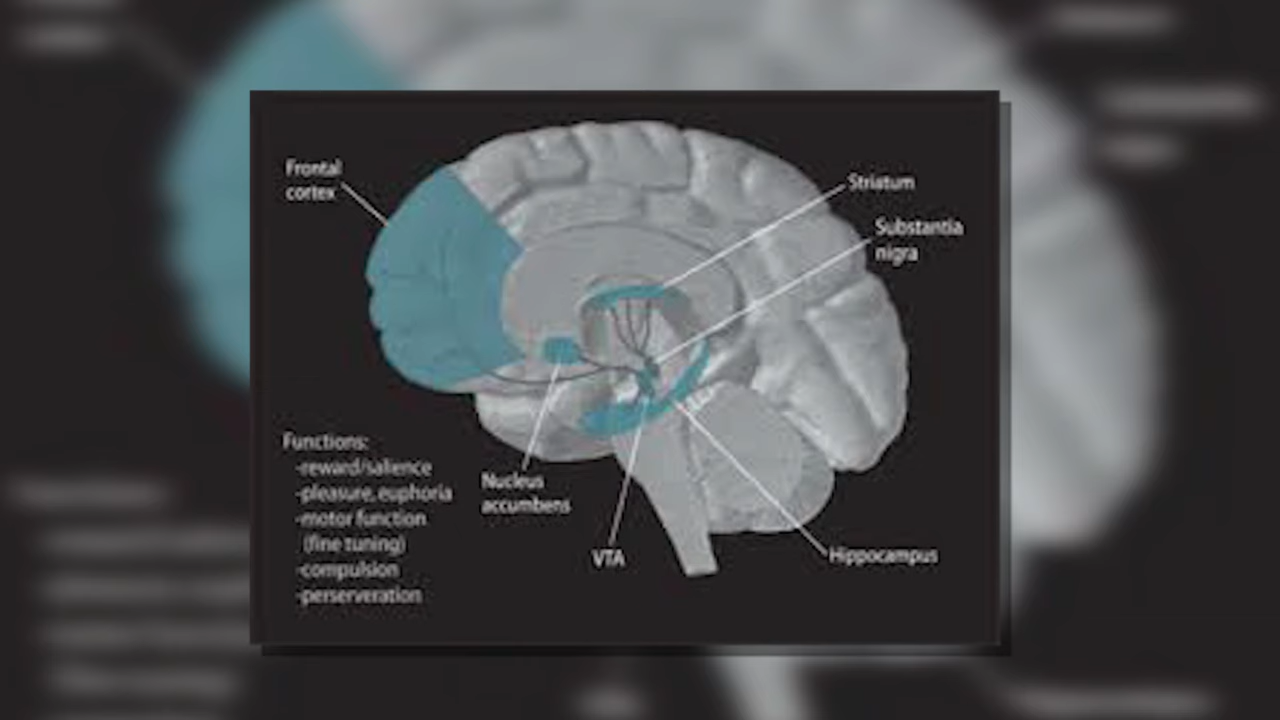 Frontal
cortex
Striatum
Substantia
nigra
Functions:
-reward/salience
-pleasure, euphoria
-motor function
(fine tuning)
-compulsion
-perserveration
Nucleus
accumbens
VTA
Hippocampus